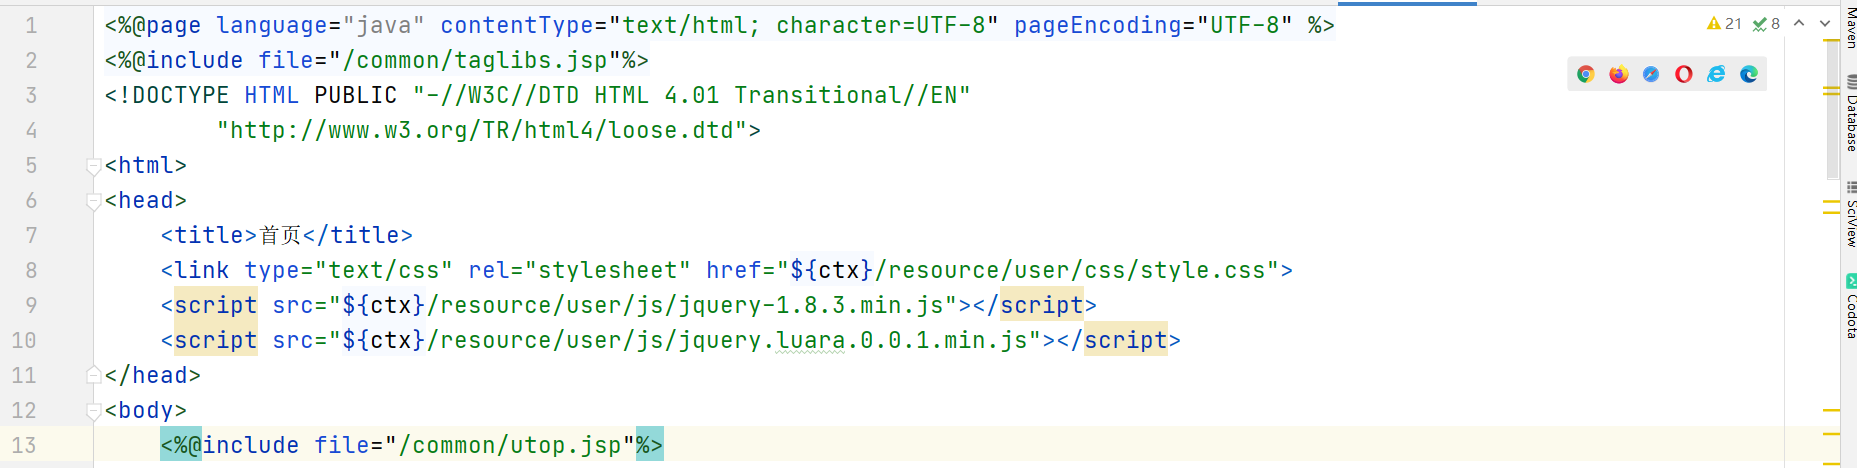 1 <%@page language="java" contentType="text/html; character=UTF-8" pageEncoding="UTF-8" %>
2 <%@include file="/common/taglibs.jsp"%>
3 <!DOCTYPE HTML PUBLIC "-//W3C//DTD HTML 4.01 Transitional//EN"
4 "http://www.w3.org/TR/html4/loose.dtd">
5 <html>
6 <head>
7 <title>首页</title>
8 <link type="text/css" rel="stylesheet" href="${ctx}/resource/user/css/style.css">
9 <script src="${ctx}/resource/user/js/jquery-1.8.3.min.js"></script>
10 <script src="${ctx}/resource/user/js/jquery.luara.0.0.1.min.js"></script>
11 </head>
12 <body>
13 <%@include file="/common/utop.jsp"%>
21 8
Maven
Database
SciView
Codota